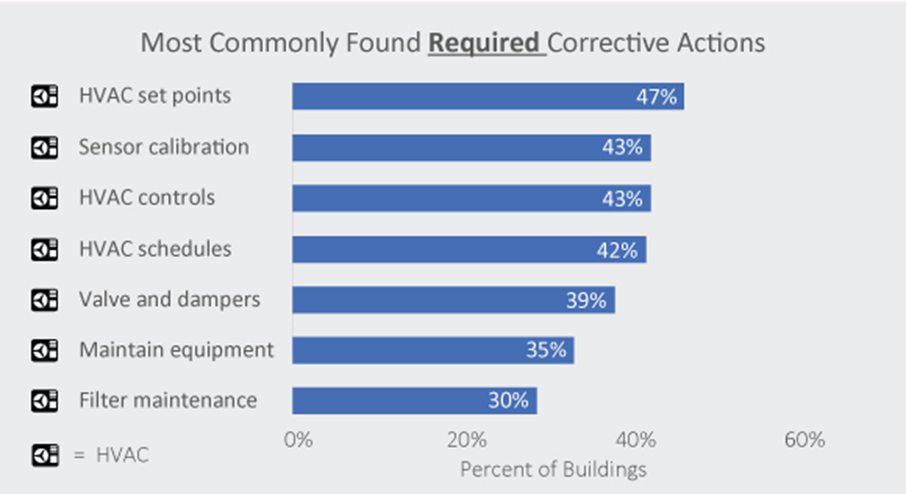 Most Commonly Found Required Corrective Actions
HVAC set points 47%
Sensor calibration 43%
HVAC controls 43%
HVAC schedules 42%
Valve and dampers 39%
Maintain equipment 35%
Filter maintenance 30%
0% 20% 40% 60%
= HVAC
Percent of Buildings